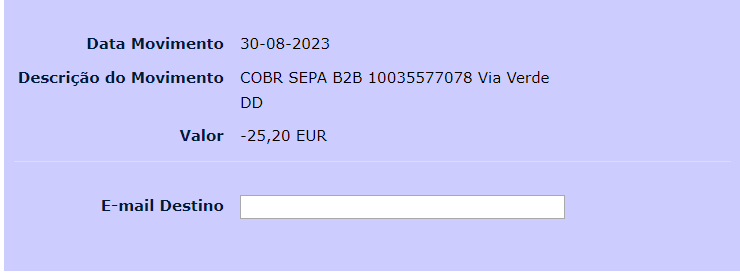 Data Movimento 30-08-2023
Descrição do Movimento COBR SEPA B2B 10035577078 Via Verde
DD
Valor -25,20 EUR
E-mail Destino